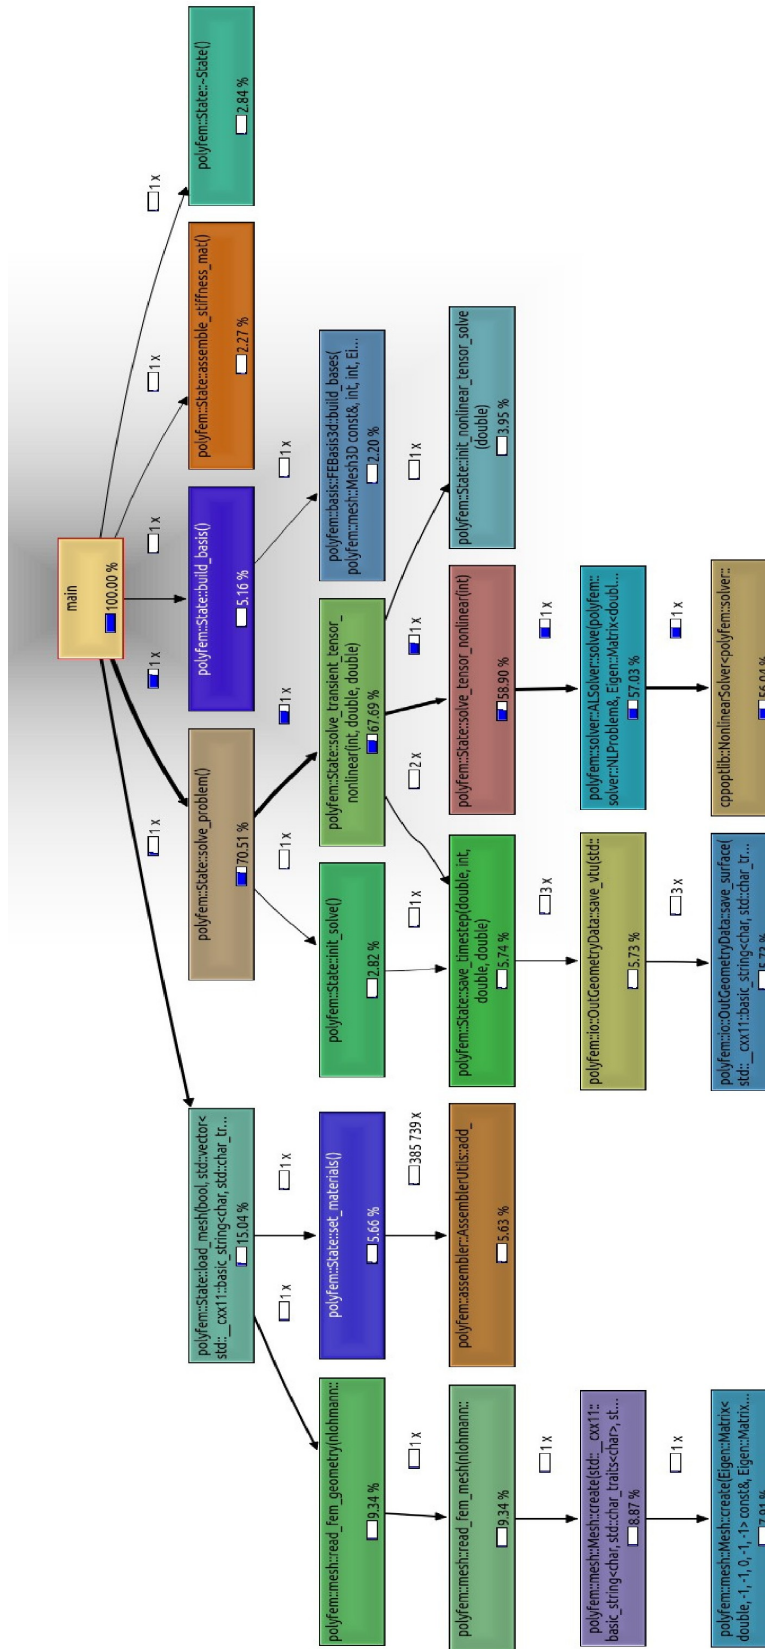 main
100.00 %
1 x
1 x
1 x
1 x
1 x
polyfem::State::load_mesh(bool, std::vector<
std::__cxx11::basic_string<char, std::char_tr...
15.04 %
polyfem::State::solve_problem()
70.51 %
polyfem::State::build_basis()
5.16 %
polyfem::State::assemble_stiffness_mat()
2.27 %
polyfem::State::~State()
2.84 %
1 x
1 x
1 x
1 x
1 x
polyfem::mesh::read_fem_geometry(nlohmann::
9.34 %
polyfem::State::set_materials()
5.66 %
polyfem::State::init_solve()
2.82 %
polyfem::State::solve_transient_tensor_
nonlinear(int, double, double)
67.69 %
polyfem::basis::FEBasis3d::build_bases(
polyfem::mesh::Mesh3D const&, int, int, Ei...
2.20 %
1 x
385 739 x
1 x
2 x
1 x
1 x
polyfem::mesh::read_fem_mesh(nlohmann::
9.34 %
polyfem::assembler::AssemblerUtils::add_
5.63 %
polyfem::State::save_timestep(double, int,
double, double)
5.74 %
polyfem::State::solve_tensor_nonlinear(int)
58.90 %
polyfem::State::init_nonlinear_tensor_solve
(double)
3.95 %
1 x
3 x
1 x
polyfem::mesh::Mesh::create(std::__cxx11::
basic_string<char, std::char_traits<char>, st...
8.87 %
polyfem::io::OutGeometryData::save_vtu(std::
5.73 %
polyfem::solver::ALSolver::solve(polyfem::
solver::NLProblem&, Eigen::Matrix<doubl...
57.03 %
1 x
3 x
1 x
polyfem::mesh::Mesh::create(Eigen::Matrix<
double, -1, -1, 0, -1, -1> const&, Eigen::Matrix...
polyfem::io::OutGeometryData::save_surface(
std::__cxx11::basic_string<char, std::char_tr...
cppoptlib::NonlinearSolver<polyfem::solver::